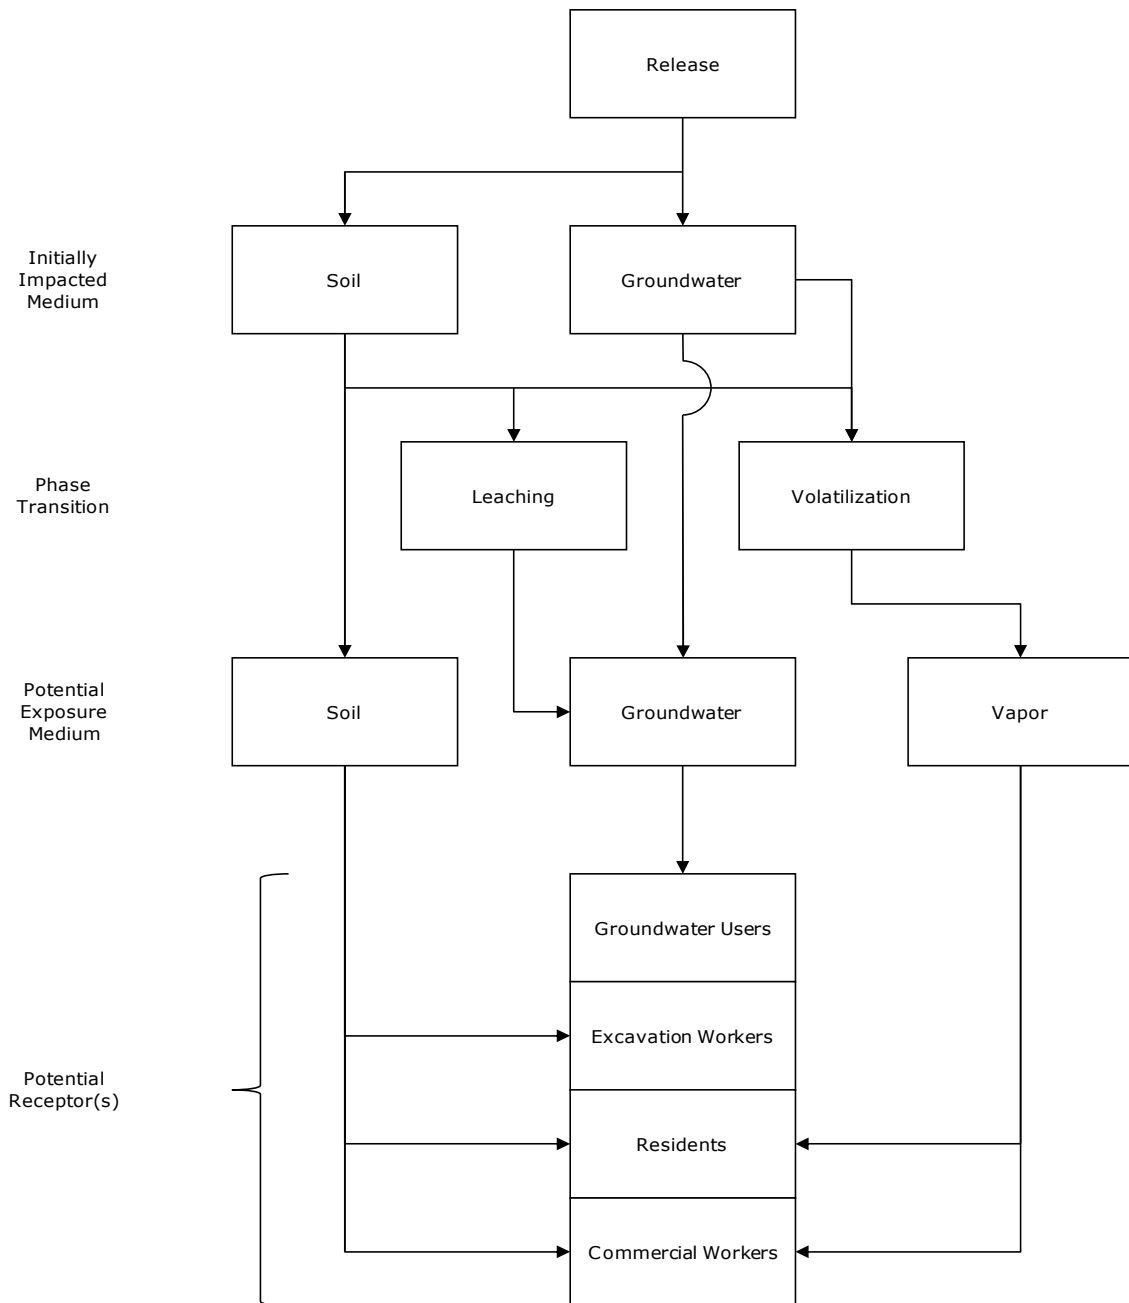 Release
Initially
Impacted
Medium
Soil
Groundwater
Phase
Transition
Leaching
Volatilization
Potential
Exposure
Medium
Soil
Groundwater
Vapor
Groundwater Users
Excavation Workers
Potential
Receptor(s)
Residents
Commercial Workers